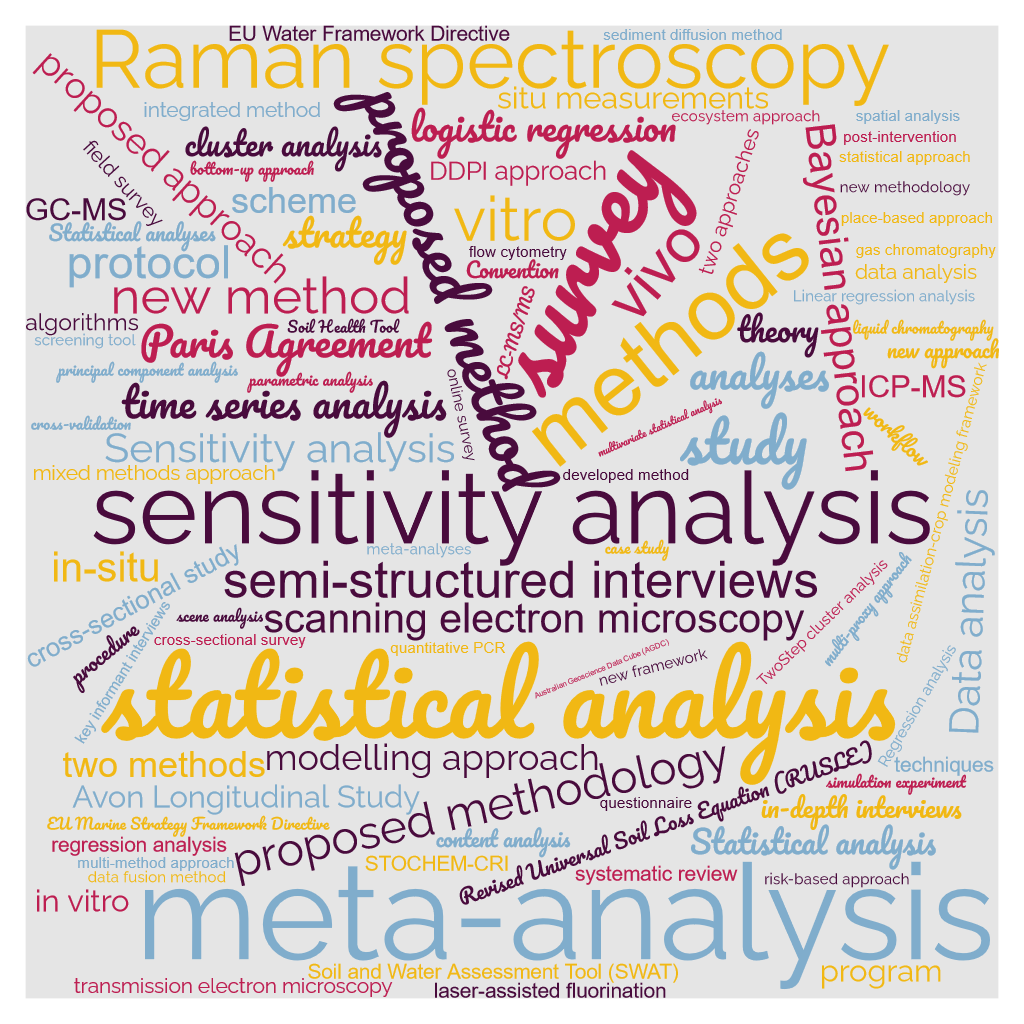 EU Water Framework Directive
sediment diffusion method
Raman spectroscopy
proposed approach
integrated method
situ measurements
ecosystem approach
spatial analysis
cluster analysis
proposed method
logistic regression
Bayesian approach
post-intervention
field survey
bottom-up approach
DDPI approach
survey
two approaches
statistical approach
new methodology
GC-MS
scheme
vitro
vivo
place-based approach
Statistical analyses
strategy
flow cytometry
methods
gas chromatography
protocol
Convention
data analysis
new method
LC-MS/MS
Linear regression analysis
algorithms
Soil Health Tool
theory
liquid chromatography
screening tool
Paris Agreement
new approach
principal component analysis
parametric analysis
online survey
analyses
ICP-MS
time series analysis
multivariate statistical analysis
workflow
cross-validation
Sensitivity analysis
study
data assimilation-crop modeling framework
mixed methods approach
developed method
sensitivity analysis
Data analysis
in-situ
cross-sectional study
meta-analyses
case study
semi-structured interviews
TwoStep cluster analysis
multi-proxy approach
scene analysis
scanning electron microscopy
procedure
key informant interviews
cross-sectional survey
quantitative PCR
Australian Geoscience Data Cube (AGDC)
new framework
Regression analysis
statistical analysis
two methods
modelling approach
proposed methodology
techniques
Avon Longitudinal Study
questionnaire
Revised Universal Soil Loss Equation (RUSLE)
simulation experiment
in-depth interviews
EU Marine Strategy Framework Directive
regression analysis
content analysis
Statistical analysis
multi-method approach
STOCHEM-CRI
data fusion method
systematic review
risk-based approach
in vitro
meta-analysis
Soil and Water Assessment Tool (SWAT)
program
transmission electron microscopy
laser-assisted fluorination